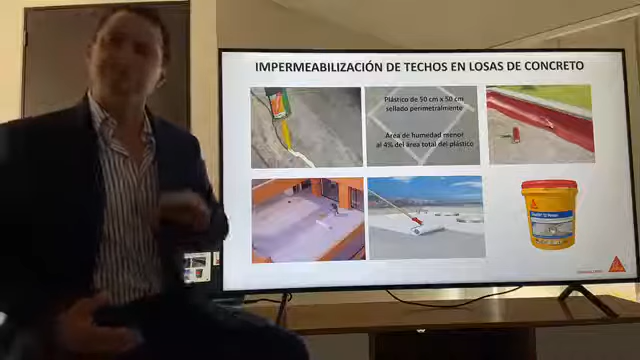 IMPERMEABILIZACIÓN DE TECHOS EN LOSAS DE CONCRETO
Plástico de 50 cm x 50 cm
sellado perimetralmente
Área de humedad menor
al 4% del área total del plástico